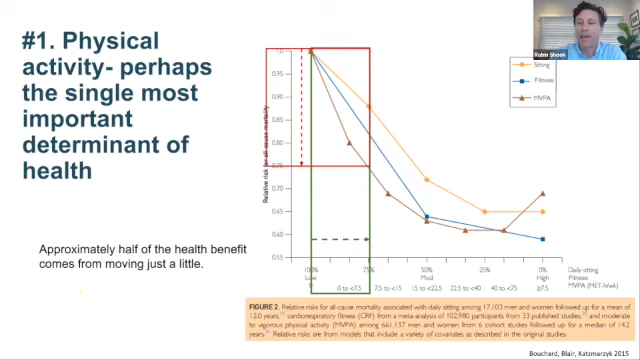 #1. Physical
activity- perhaps
the single most
important
determinant of
health
Approximately half of the health benefit
comes from moving just a little.
Robin Shook
Sitting
Fitness
MVPA
Relative risk for all-cause mortality
1.0
0.95
0.90
0.85
0.80
0.75
0.70
0.65
0.60
0.55
100% 75% 50% 25% 0% Daily sitting
Low Mod High Fitness
0 0 to <7.5 7.5 to <15 15 to <22.5 22.5 to <40 40 to <75 ≥7.5 MVPA (MET-h/wk)
FIGURE 2. Relative risks for all-cause mortality associated with daily sitting among 17,103 men and women followed up for a mean of
12.0 years, cardiorespiratory fitness (CRF) from a meta-analysis of 102,980 participants from 33 published studies, and moderate
to vigorous physical activity (MVPA) among 661,137 men and women from 6 cohort studies followed up for a median of 14.2
years. Relative risks are from models that include a variety of covariates as described in the original studies.
Bouchard, Blair, Katzmarzyk 2015